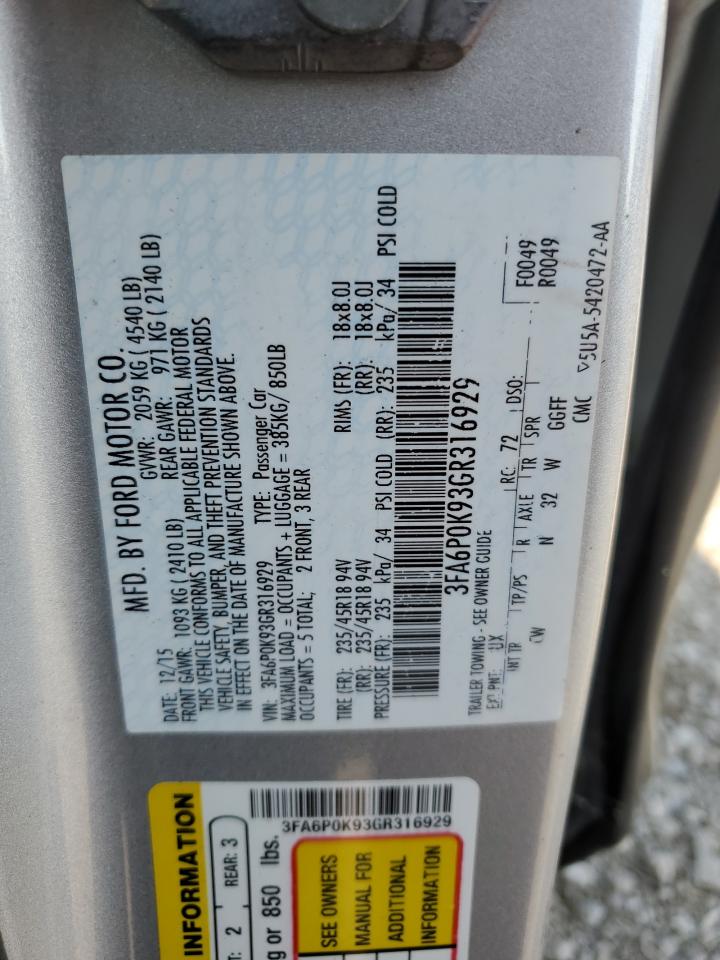 MFD. BY FORD MOTOR CO.
DATE: 12/15 GVWR: 2059 KG ( 4540 LB)
FRONT GAWR: 1093 KG ( 2410 LB) REAR GAWR: 971 KG ( 2140 LB)
THIS VEHICLE CONFORMS TO ALL APPLICABLE FEDERAL MOTOR
VEHICLE SAFETY, BUMPER, AND THEFT PREVENTION STANDARDS
IN EFFECT ON THE DATE OF MANUFACTURE SHOWN ABOVE.
VIN: 3FA6P0K93GR316929 TYPE: Passenger Car
MAXIMUM LOAD = OCCUPANTS + LUGGAGE = 385KG/ 850LB
OCCUPANTS = 5 TOTAL; 2 FRONT, 3 REAR
TIRE (FR): 235/45R18 94V RIMS (FR): 18x8.0J
(RR): 235/45R18 94V (RR): 18x8.0J
PRESSURE (FR): 235 kPa/ 34 PSI COLD (RR): 235 kPa/ 34 PSI COLD
3FA6P0K93GR316929
TRAILER TOWING - SEE OWNER GUIDE
EXT PNT: UX RC: 72 DSO: F0049
R0049
INT TR TP/PS R AXLE TR SPR
CW N 32 W GGFF
CMC 5U5A-5420472-AA
INFORMATION
2 REAR: 3
or 850 lbs.
3FA6P0K93GR316929
SEE OWNERS
MANUAL FOR
ADDITIONAL
INFORMATION